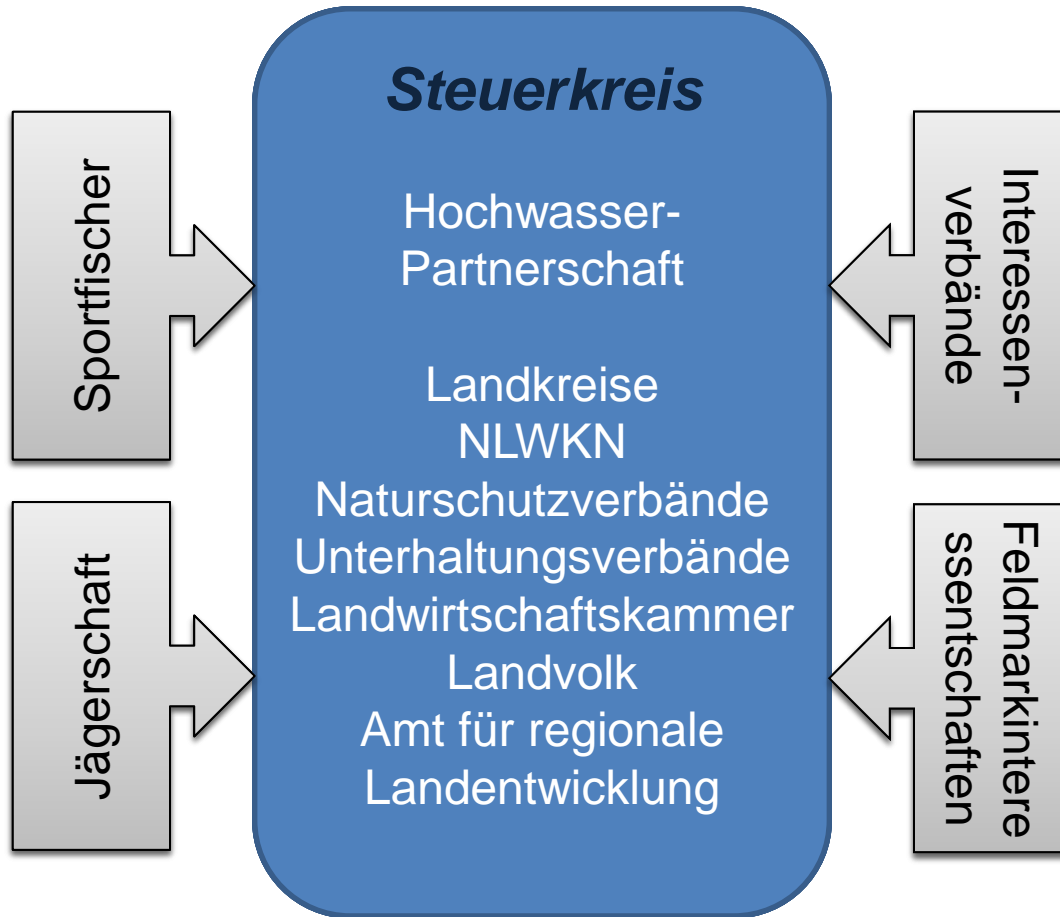 Steuerkreis
Hochwasser-
Partnerschaft
Landkreise
NLWKN
Naturschutzverbände
Unterhaltungsverbände
Landwirtschaftskammer
Landvolk
Amt für regionale
Landentwicklung
Sportfischer
Jägerschaft
Interessen-
verbände
Feldmarkintere
ssentschaften